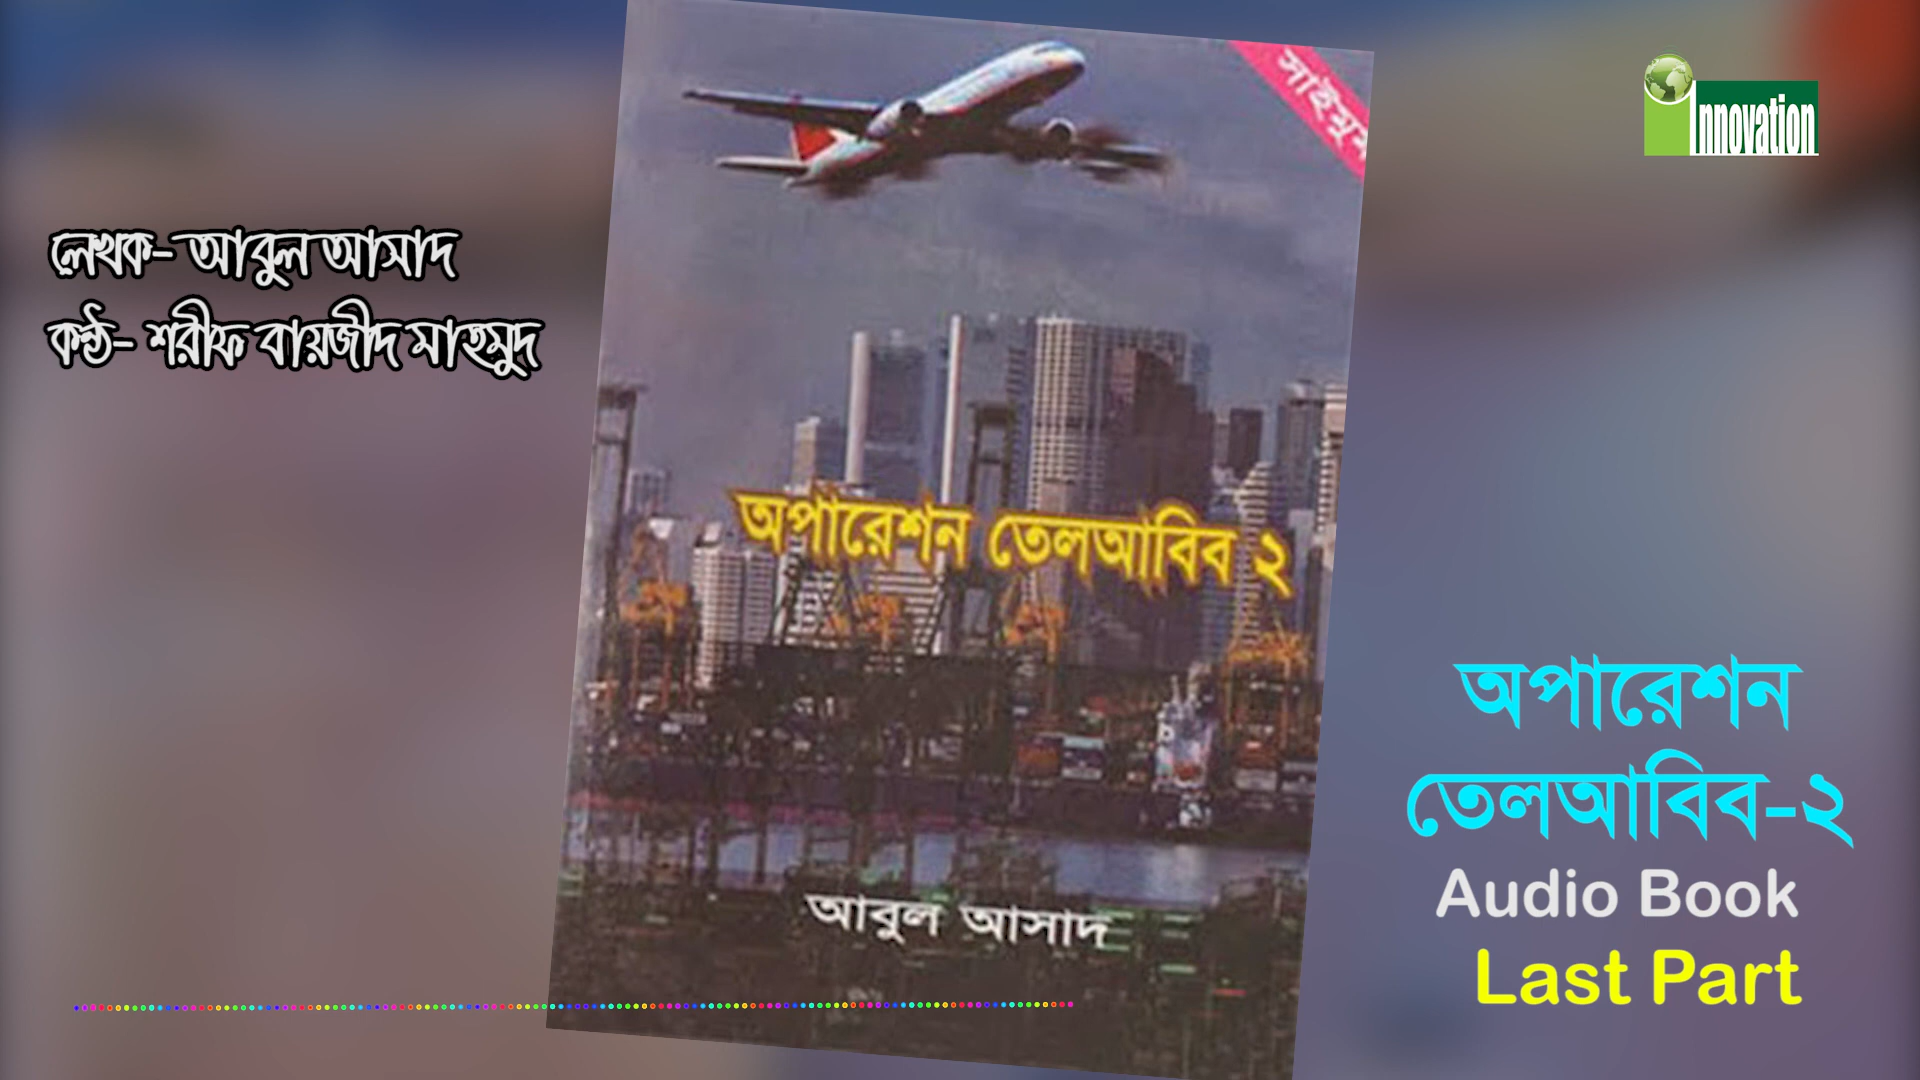 লেখক- আবুল আসাদ
কন্ঠ- শরীফ বায়জীদ মাহমুদ
সাইমুম
অপারেশন তেলআবিব ২
আবুল আসাদ
Innovation
অপারেশন
তেলআবিব-২
Audio Book
Last Part